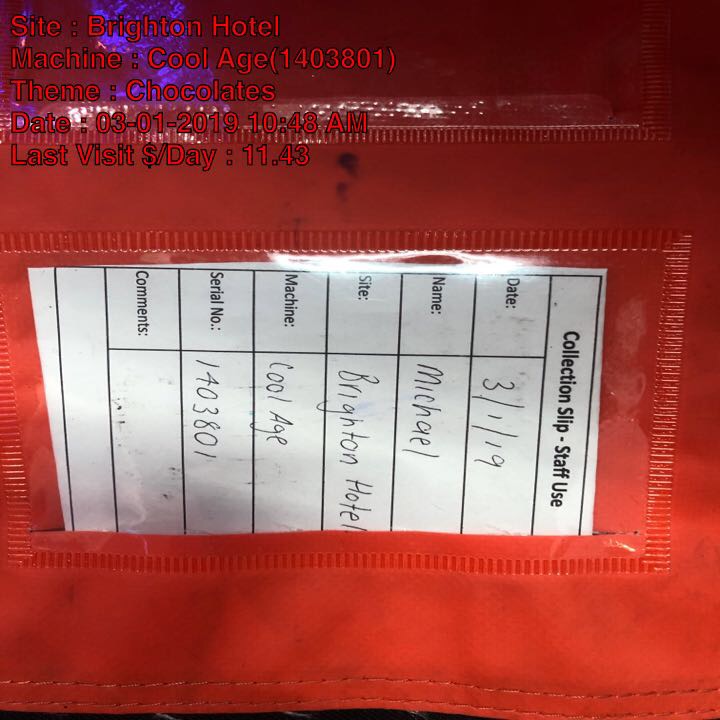 Site : Brighton Hotel
Machine : Cool Age(1403801)
Theme : Chocolates
Date : 03-01-2019 10:48 AM
Last Visit $/Day : 11.43
Collection Slip - Staff Use
Date: 3/1/19
Name: Michael
Site: Brighton Hotel
Machine: Cool Age
Serial No.: 1403801
Comments: